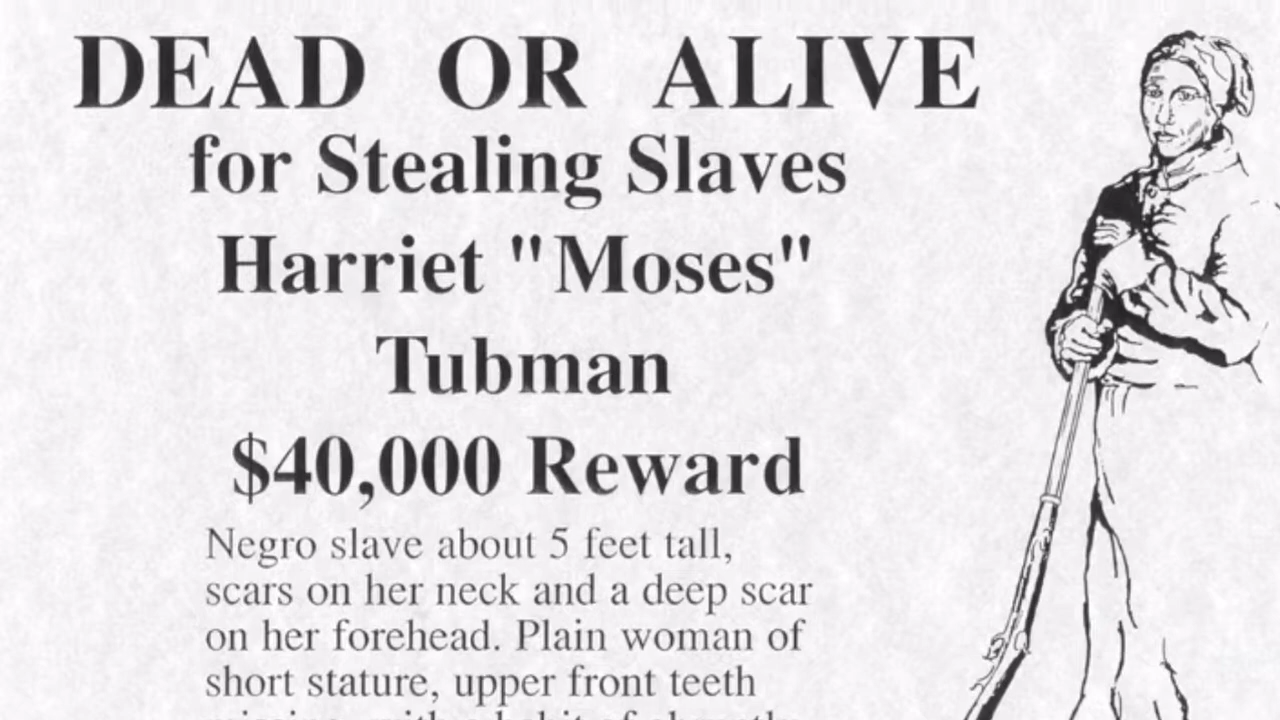 DEAD OR ALIVE
for Stealing Slaves
Harriet "Moses"
Tubman
$40,000 Reward
Negro slave about 5 feet tall,
scars on her neck and a deep scar
on her forehead. Plain woman of
short stature, upper front teeth